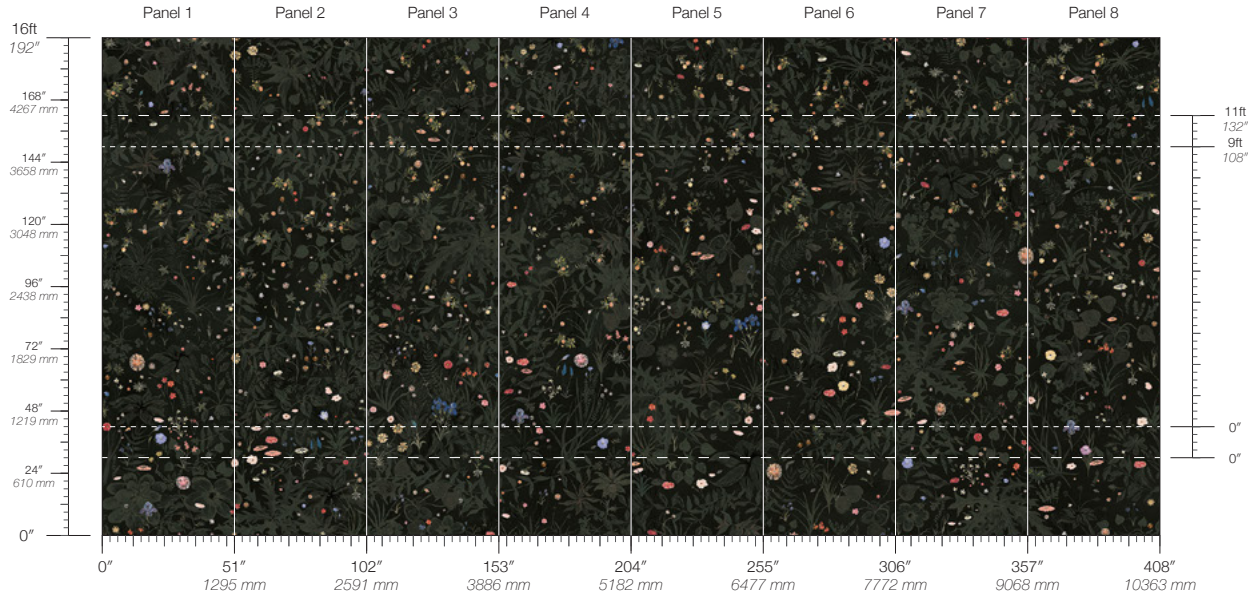 Panel 1 Panel 2 Panel 3 Panel 4 Panel 5 Panel 6 Panel 7 Panel 8
16ft
192"
168"
4267 mm
11ft
132"
9ft
108"
144"
3658 mm
120"
3048 mm
96"
2438 mm
72"
1829 mm
48"
1219 mm
0"
0"
24"
610 mm
0"
0" 51" 102" 153" 204" 255" 306" 357" 408"
1295 mm 2591 mm 3886 mm 5182 mm 6477 mm 7772 mm 9068 mm 10363 mm